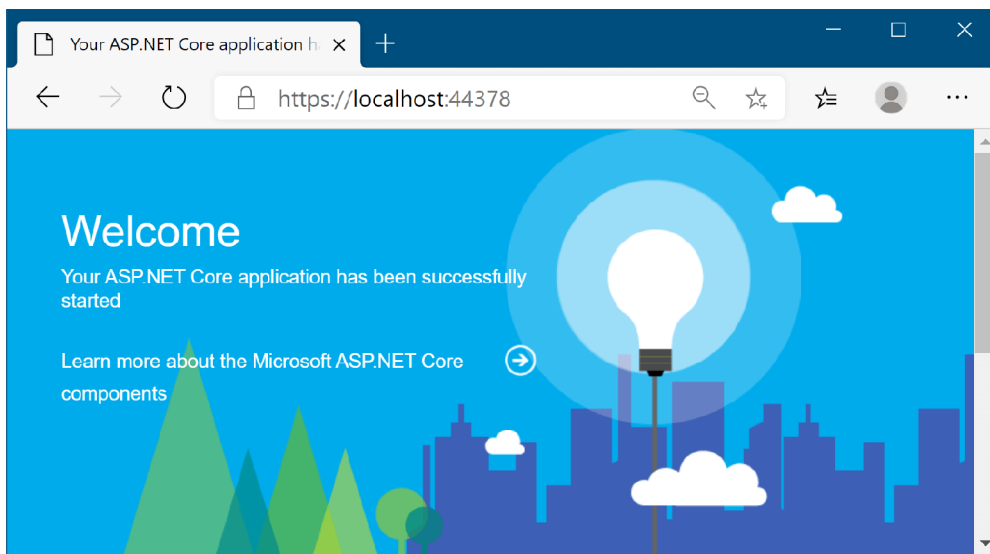 Your ASP.NET Core application h
https://localhost:44378
Welcome
Your ASP.NET Core application has been successfully
started
Learn more about the Microsoft ASP.NET Core
components